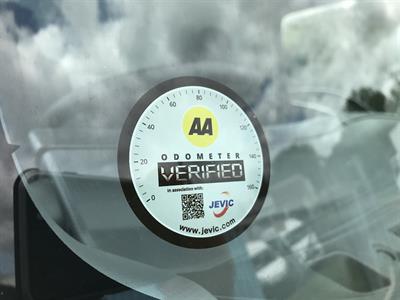 0 20 40 60 80 100 120 140 160
AA
ODOMETER
VERIFIED
in association with:
JEVIC
www.jevic.com